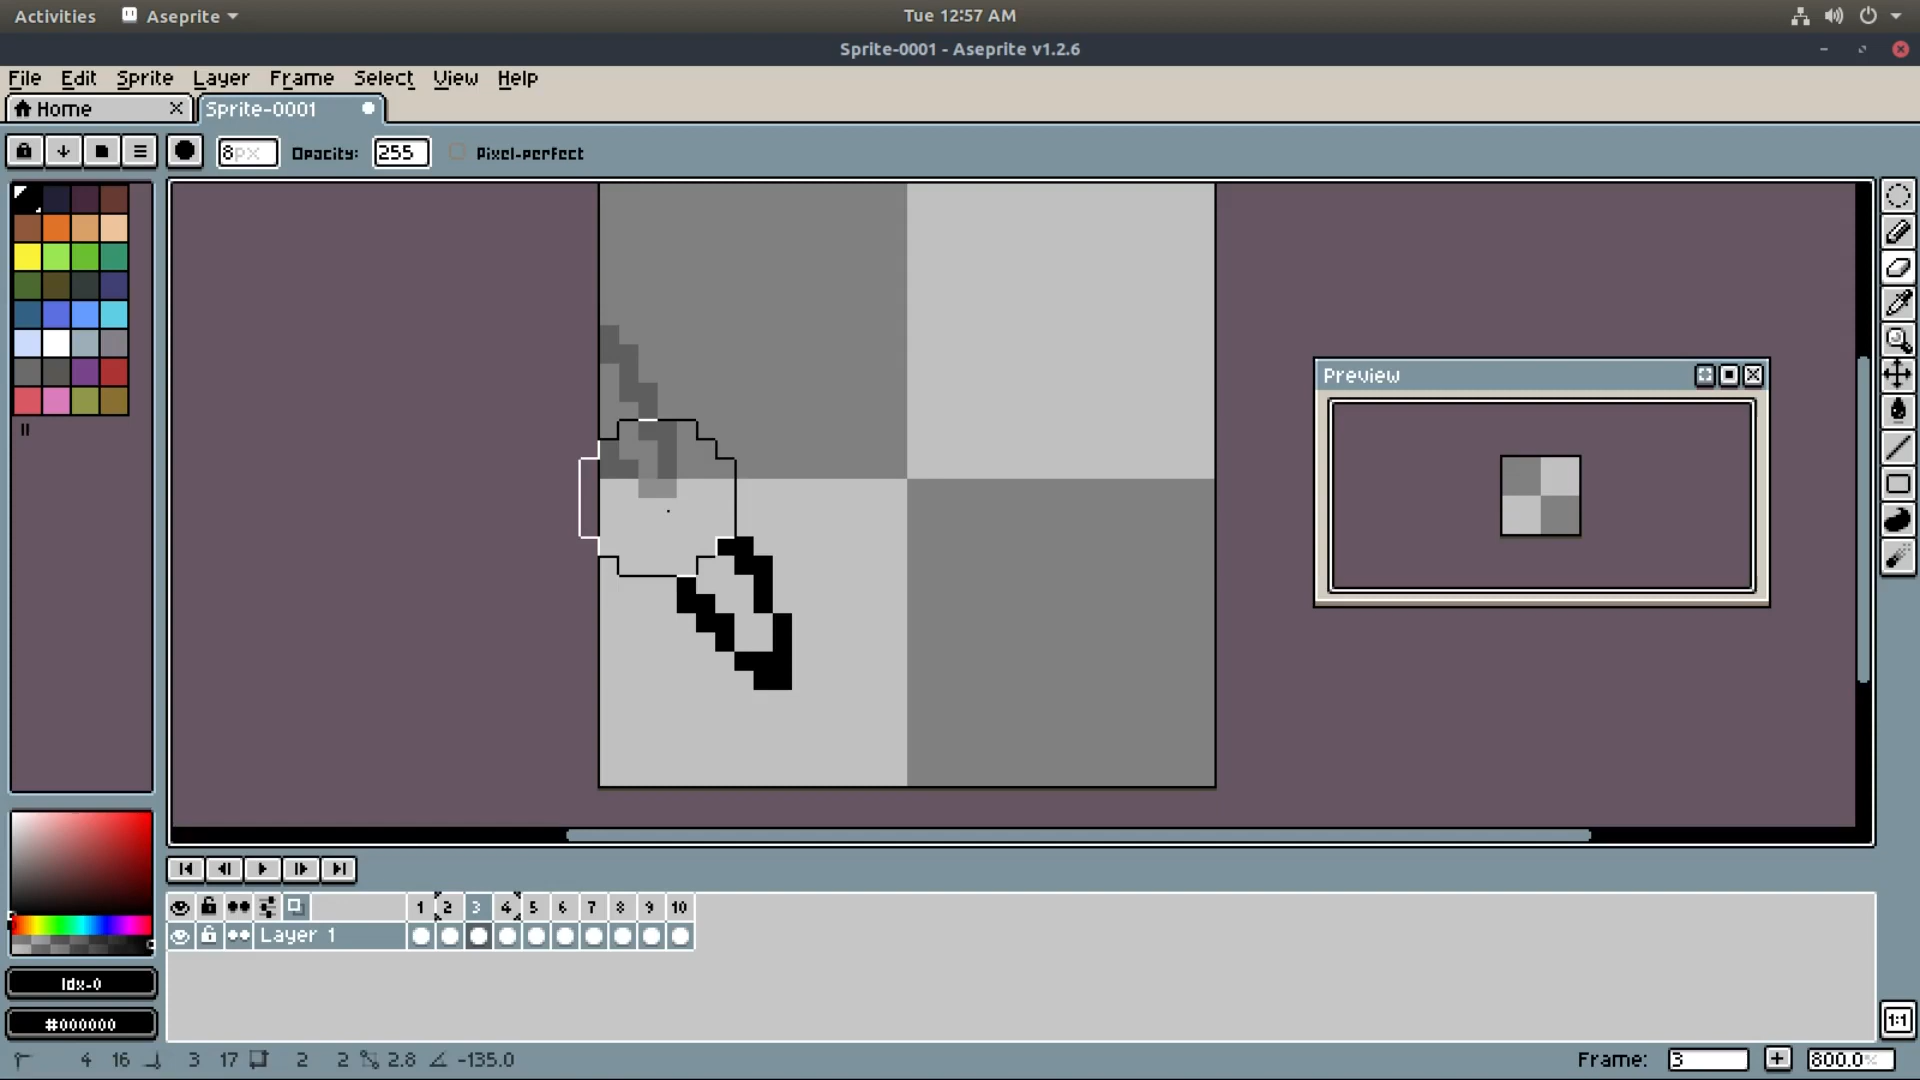 Activities Aseprite Tue 12:57 AM
Sprite-0001 - Aseprite v1.2.6
File Edit Sprite Layer Frame Select View Help
Home Sprite-0001
8px Opacity: 255 Pixel-perfect
Preview
1 2 3 4 5 6 7 8 9 10
Layer 1
Idx-0
#000000 1:1
4 16 3 17 2 2 2.8 -135.0 Frame: 3 + 800.0%